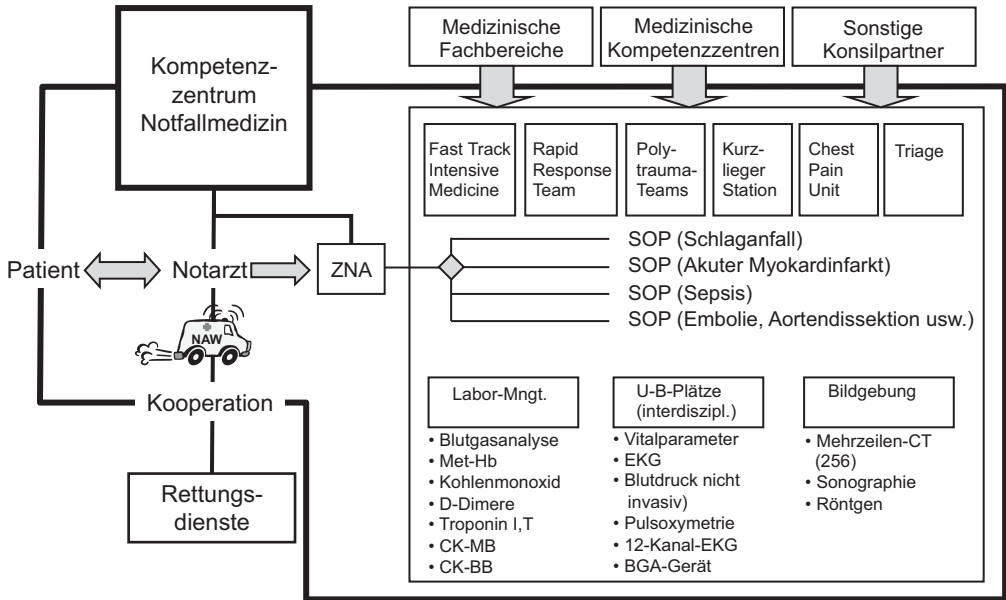 Kompetenz-
zentrum
Notfallmedizin
Medizinische
Fachbereiche
Medizinische
Kompetenzzentren
Sonstige
Konsilpartner
Fast Track
Intensive
Medicine
Rapid
Response
Team
Poly-
trauma-
Teams
Kurz-
lieger
Station
Chest
Pain
Unit
Triage
Patient
Notarzt
ZNA
SOP (Schlaganfall)
SOP (Akuter Myokardinfarkt)
SOP (Sepsis)
SOP (Embolie, Aortendissektion usw.)
NAW
Kooperation
Rettungs-
dienste
Labor-Mngt.
• Blutgasanalyse
• Met-Hb
• Kohlenmonoxid
• D-Dimere
• Troponin I,T
• CK-MB
• CK-BB
U-B-Plätze
(interdiszipl.)
• Vitalparameter
• EKG
• Blutdruck nicht
invasiv)
• Pulsoxymetrie
• 12-Kanal-EKG
• BGA-Gerät
Bildgebung
• Mehrzeilen-CT
(256)
• Sonographie
• Röntgen